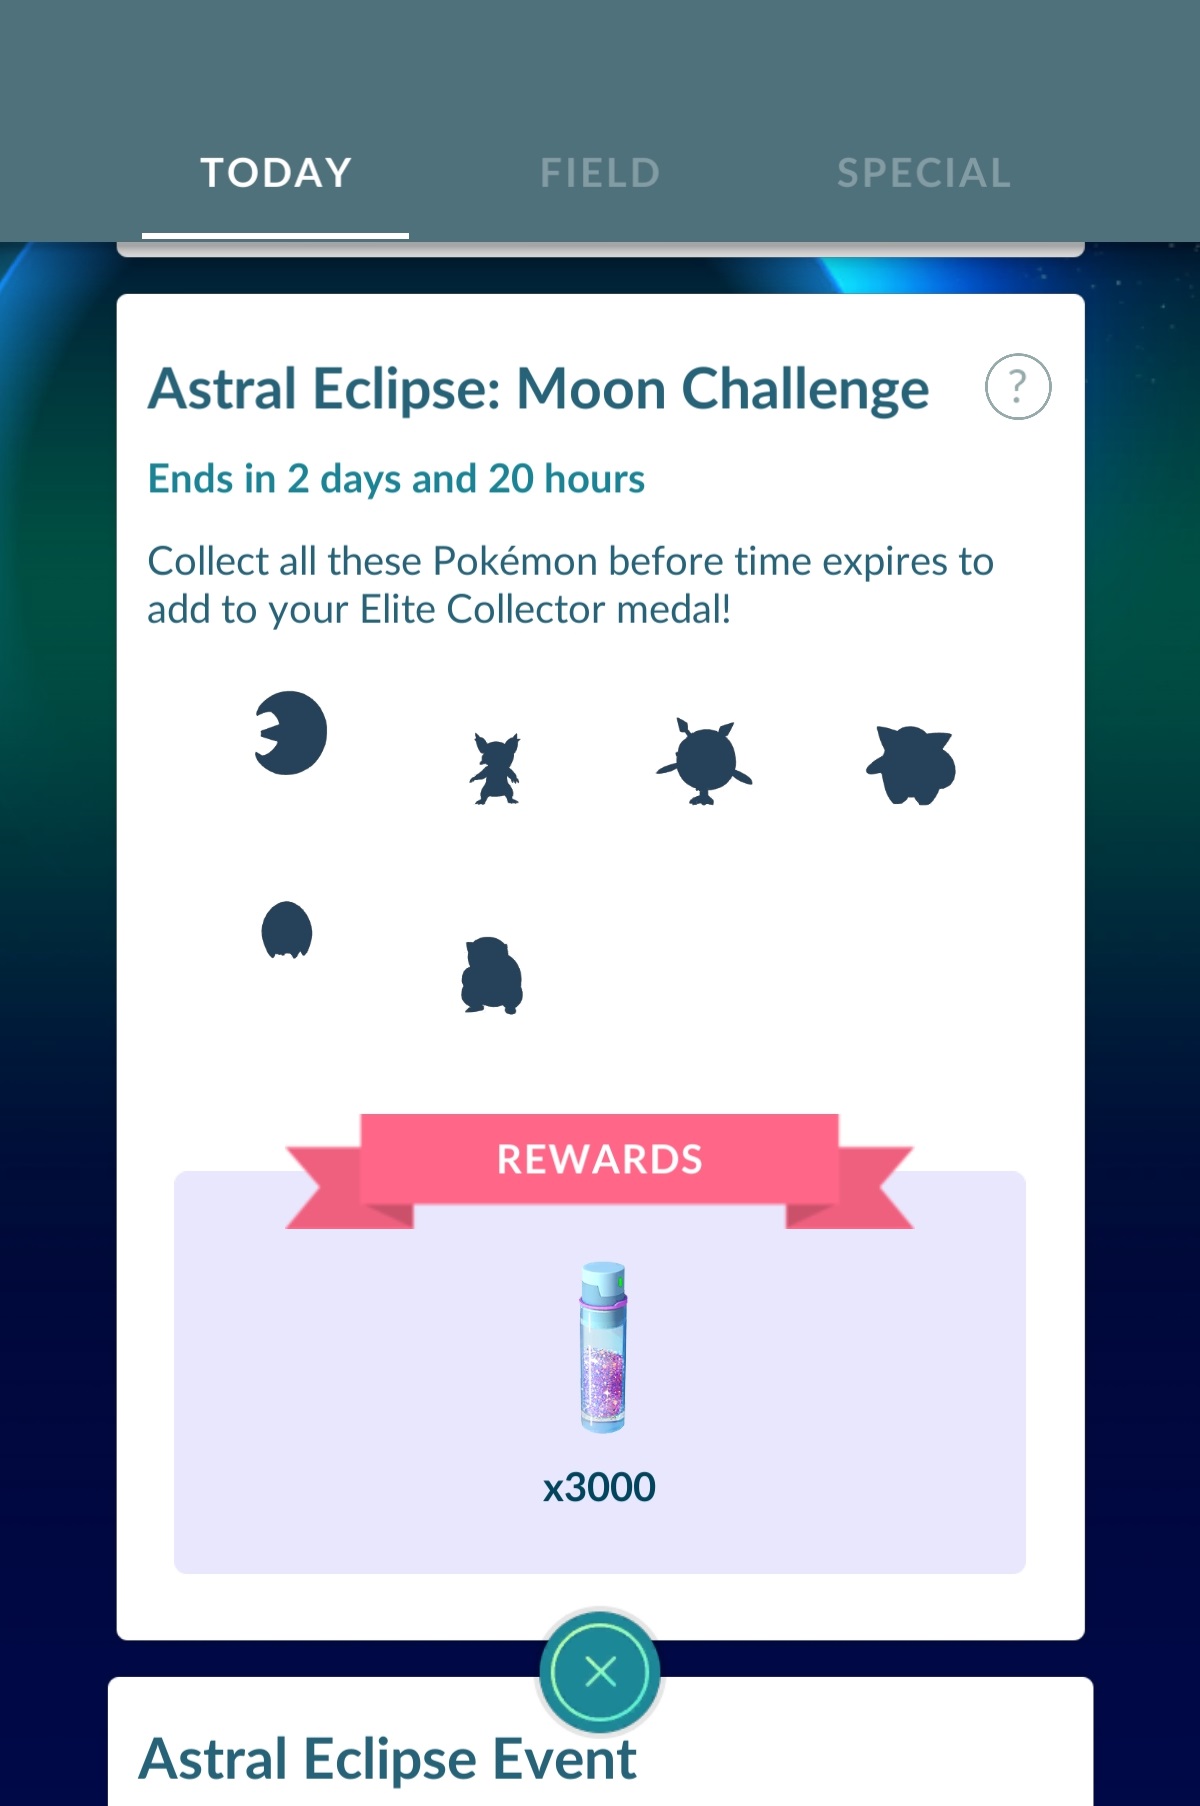 TODAY FIELD SPECIAL
Astral Eclipse: Moon Challenge ?
Ends in 2 days and 20 hours
Collect all these Pokémon before time expires to
add to your Elite Collector medal!
REWARDS
x3000
Astral Eclipse Event